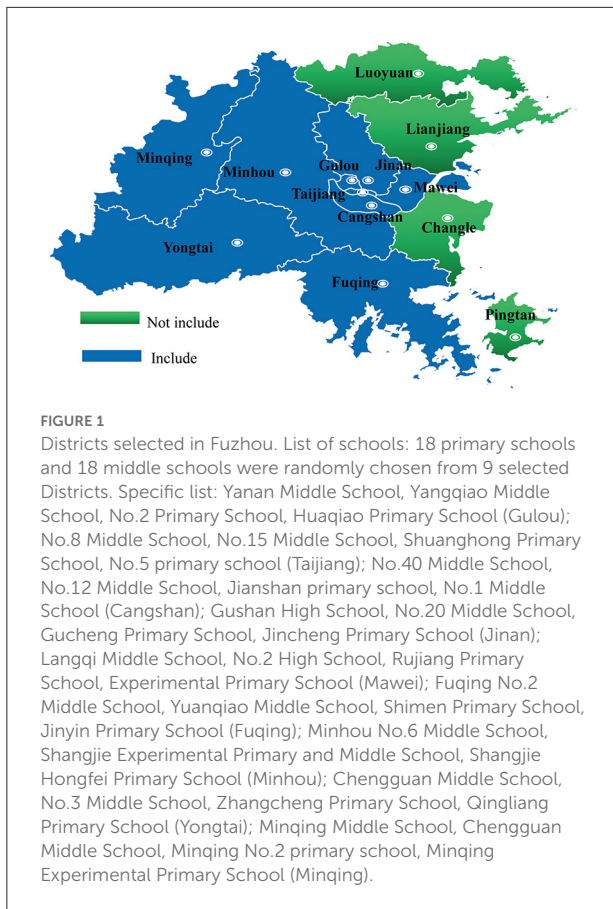 Luoyuan
Lianjiang
Minqing
Gulou Jinan
Minhou
Mawei
Taijiang
Cangshan
Changle
Yongtai
Fuqing
Pingtan
Not include
Include
FIGURE 1
Districts selected in Fuzhou. List of schools: 18 primary schools
and 18 middle schools were randomly chosen from 9 selected
Districts. Specific list: Yanan Middle School, Yangqiao Middle
School, No.2 Primary School, Huaqiao Primary School (Gulou);
No.8 Middle School, No.15 Middle School, Shuanghong Primary
School, No.5 primary school (Taijiang); No.40 Middle School,
No.12 Middle School, Jianshan primary school, No.1 Middle
School (Cangshan); Gushan High School, No.20 Middle School,
Gucheng Primary School, Jincheng Primary School (Jinan);
Langqi Middle School, No.2 High School, Rujiang Primary
School, Experimental Primary School (Mawei); Fuqing No.2
Middle School, Yuanqiao Middle School, Shimen Primary School,
Jinyin Primary School (Fuqing); Minhou No.6 Middle School,
Shangjie Experimental Primary and Middle School, Shangjie
Hongfei Primary School (Minhou); Chengguan Middle School,
No.3 Middle School, Zhangcheng Primary School, Qingliang
Primary School (Yongtai); Minqing Middle School, Chengguan
Middle School, Minqing No.2 primary school, Minqing
Experimental Primary School (Minqing).